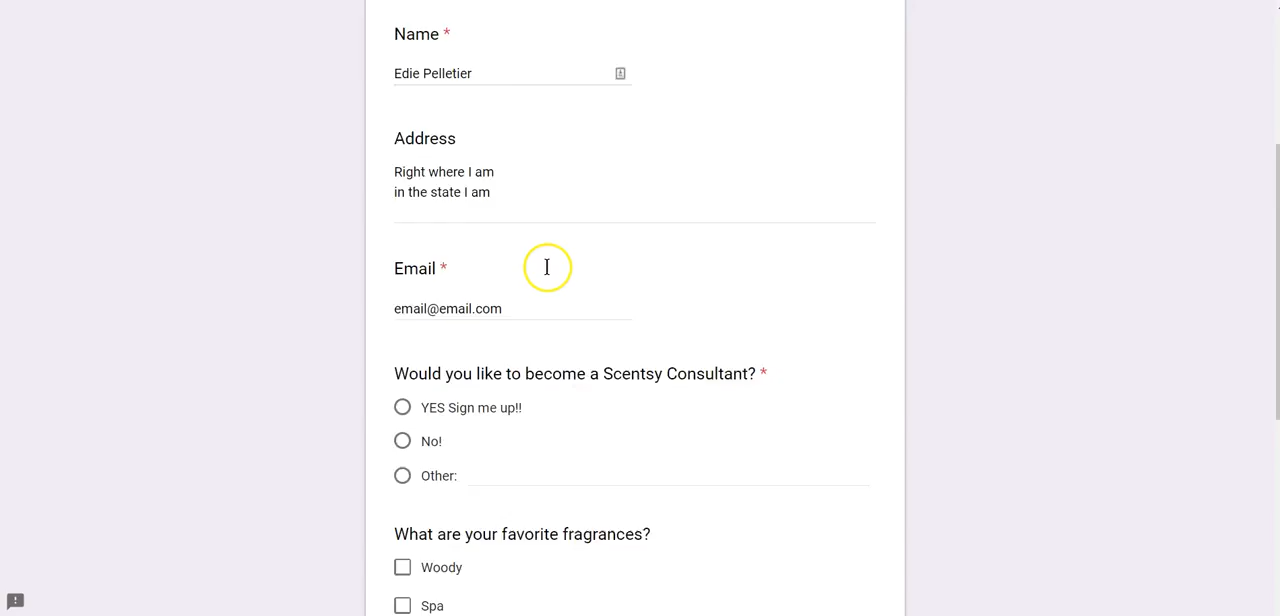 Name *
Edie Pelletier
Address
Right where I am
in the state I am
Email *
email@email.com
Would you like to become a Scentsy Consultant? *
YES Sign me up!!
No!
Other:
What are your favorite fragrances?
Woody
Spa